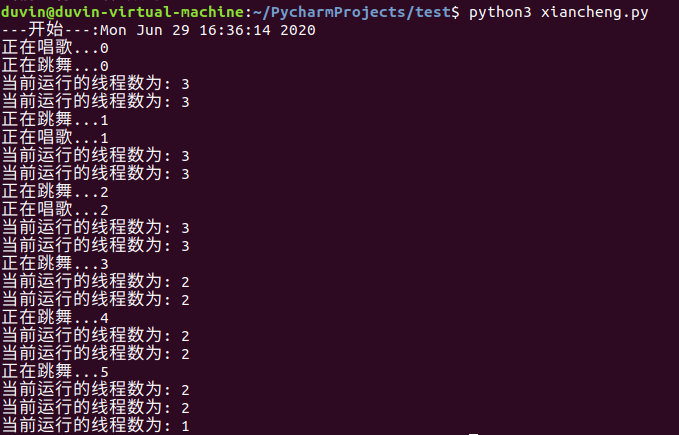 duvin@duvin-virtual-machine:~/PycharmProjects/test$ python3 xiancheng.py
---开始---:Mon Jun 29 16:36:14 2020
正在唱歌...0
正在跳舞...0
当前运行的线程数为: 3
当前运行的线程数为: 3
正在跳舞...1
正在唱歌...1
当前运行的线程数为: 3
当前运行的线程数为: 3
正在跳舞...2
正在唱歌...2
当前运行的线程数为: 3
当前运行的线程数为: 3
正在跳舞...3
当前运行的线程数为: 2
当前运行的线程数为: 2
正在跳舞...4
当前运行的线程数为: 2
当前运行的线程数为: 2
正在跳舞...5
当前运行的线程数为: 2
当前运行的线程数为: 2
当前运行的线程数为: 1